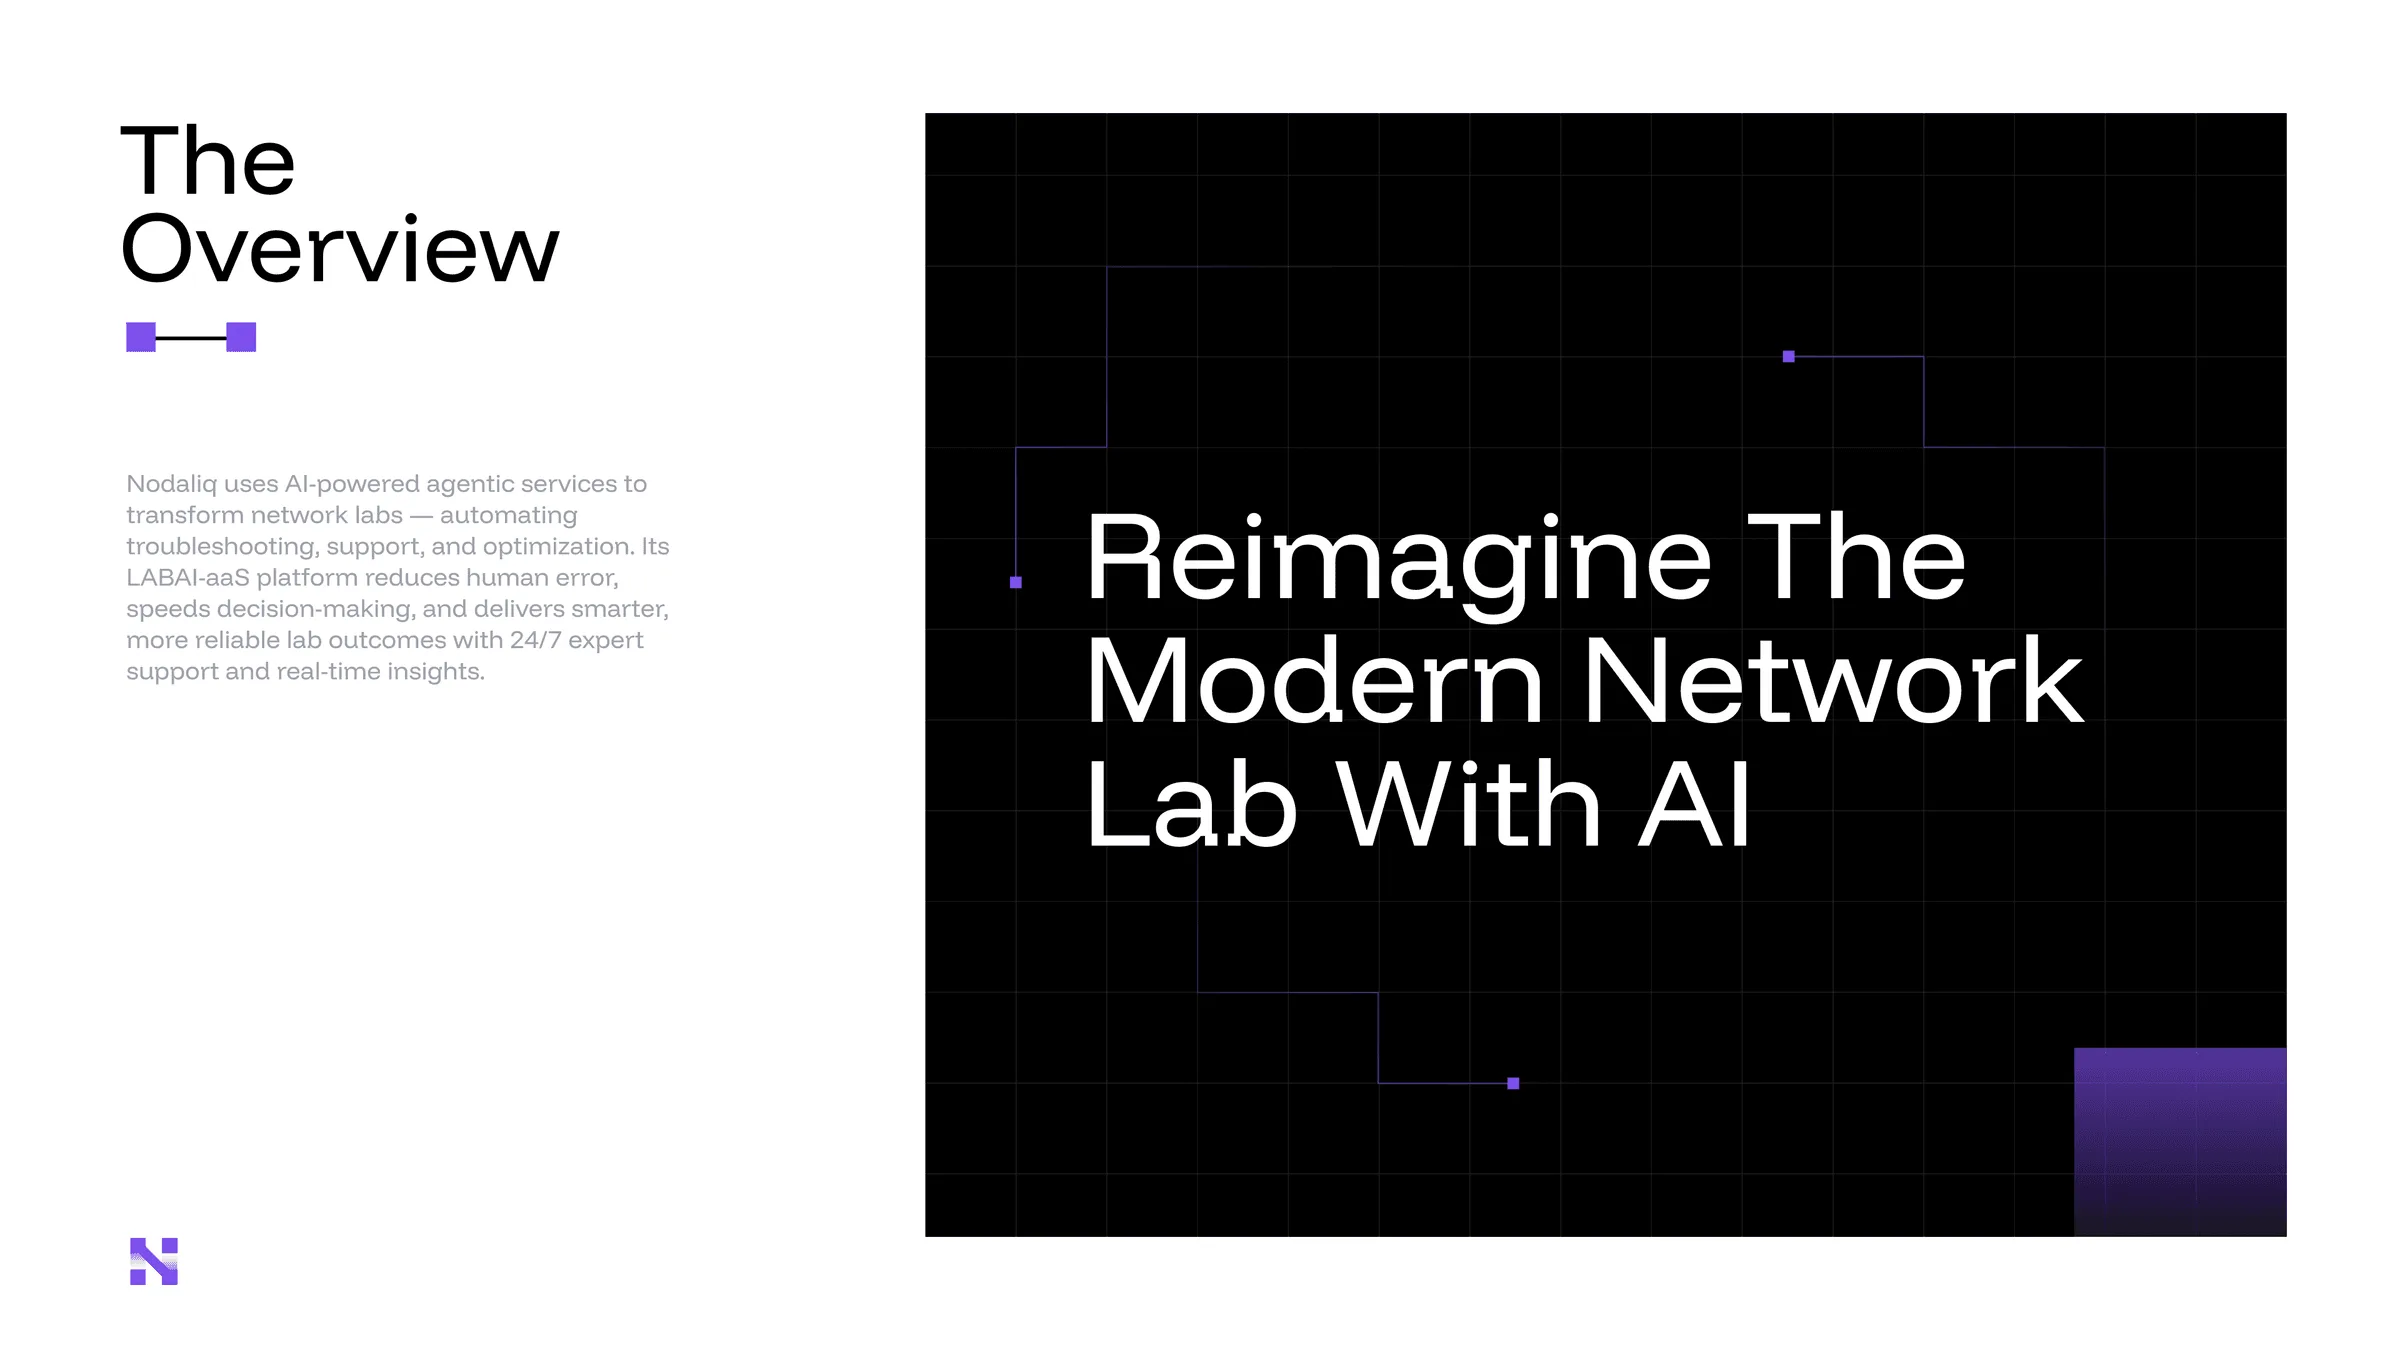 The
Overview
Nodaliq uses AI-powered agentic services to
transform network labs — automating
troubleshooting, support, and optimization. Its
LABAI-aaS platform reduces human error,
speeds decision-making, and delivers smarter,
more reliable lab outcomes with 24/7 expert
support and real-time insights.
Reimagine The
Modern Network
Lab With AI